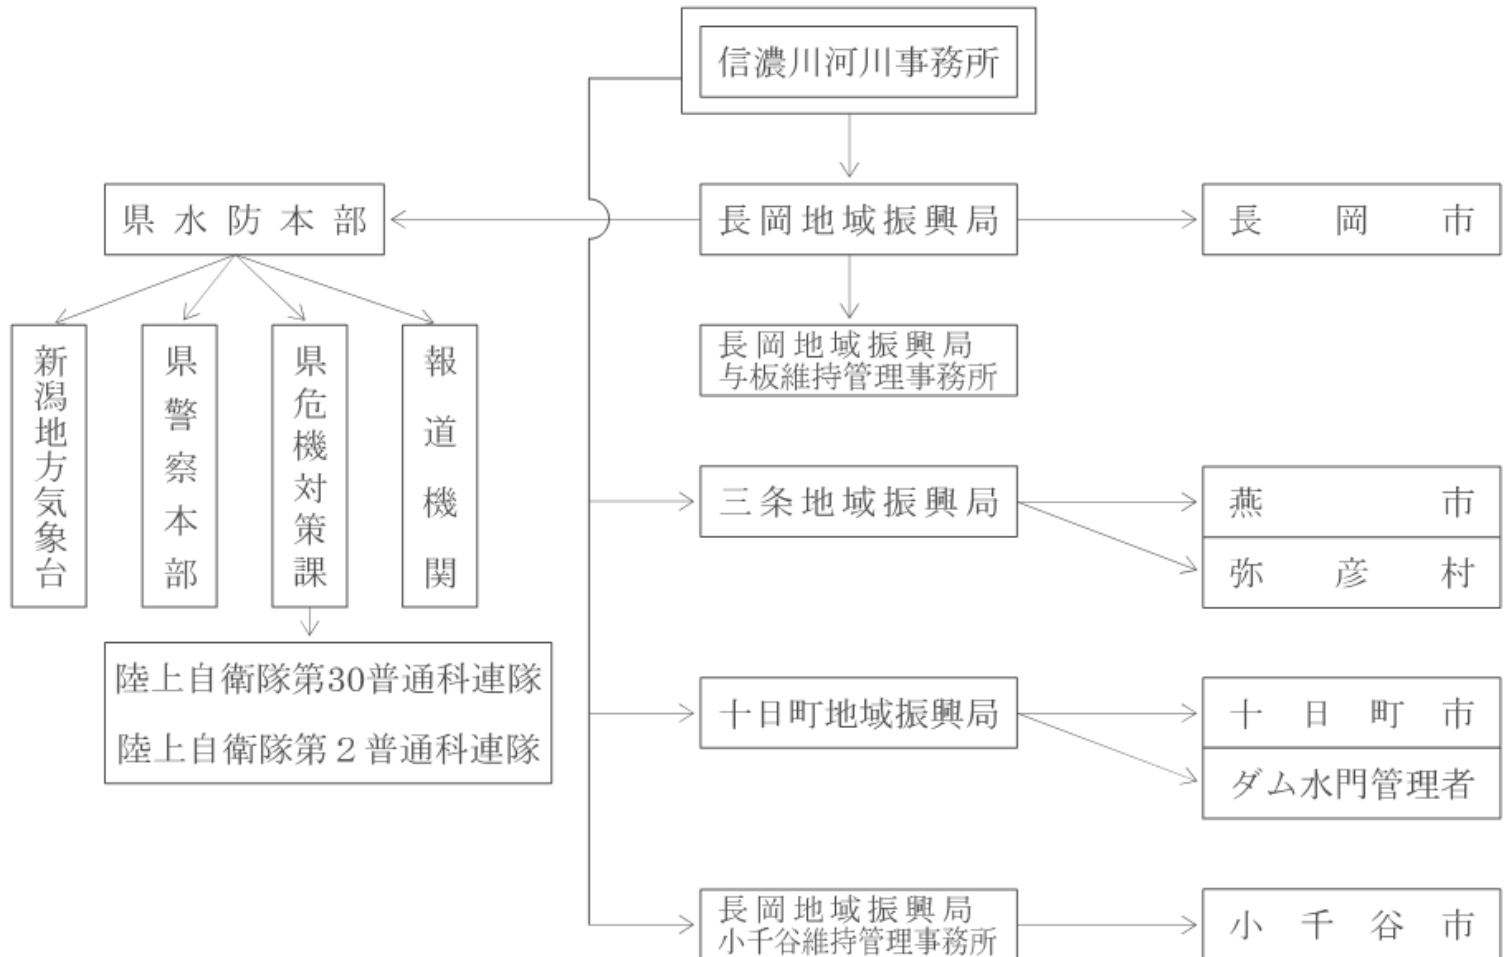 信濃川河川事務所
県水防本部
長岡地域振興局
長岡市
新潟地方気象台
県警察本部
県危機対策課
報道機関
長岡地域振興局
与板維持管理事務所
三条地域振興局
燕市
弥彦村
陸上自衛隊第30普通科連隊
陸上自衛隊第２普通科連隊
十日町地域振興局
十日町市
ダム水門管理者
長岡地域振興局
小千谷維持管理事務所
小千谷市